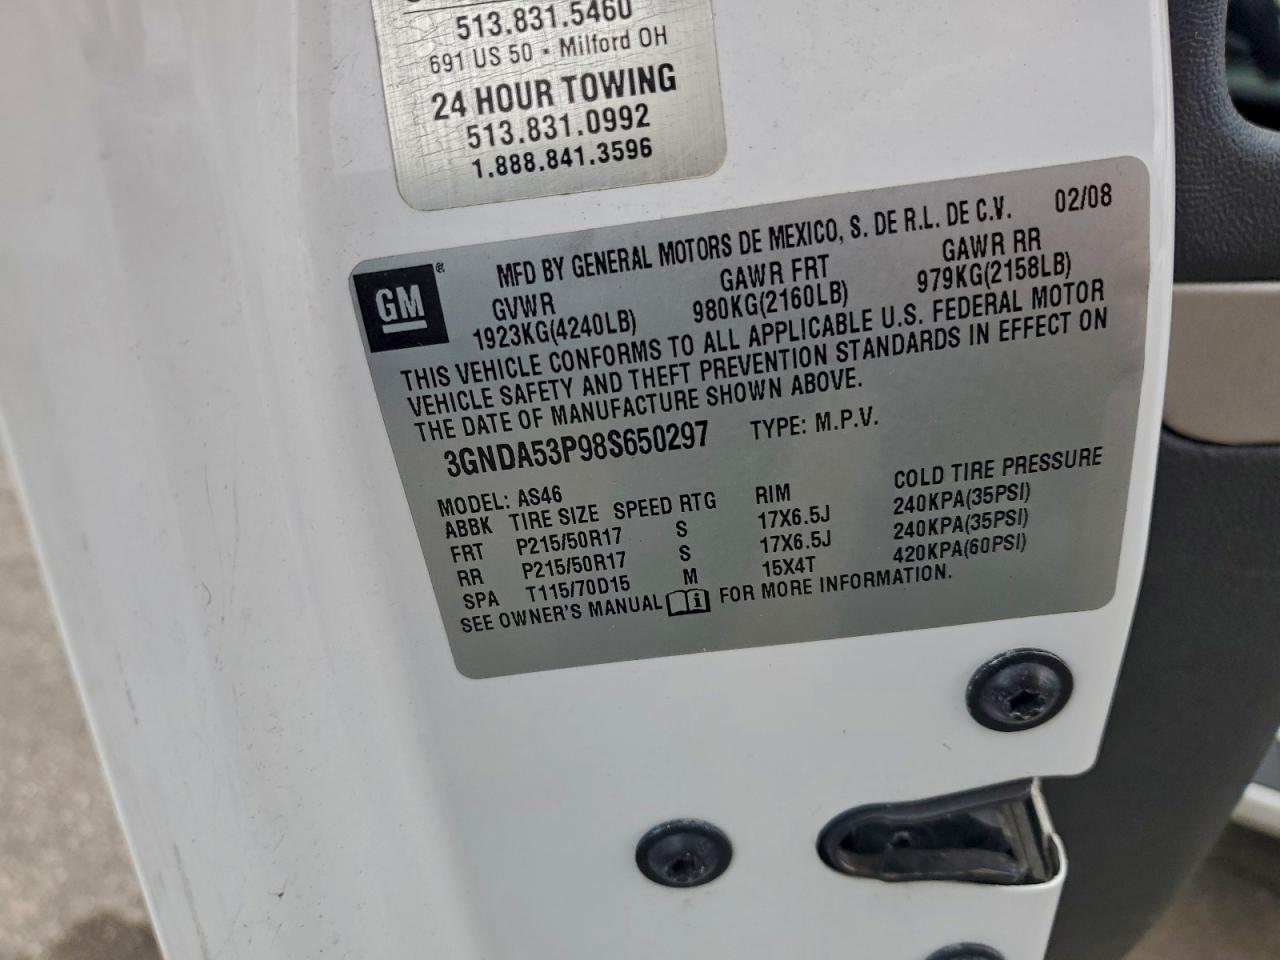 513.831.5460
691 US 50 • Milford OH
24 HOUR TOWING
513.831.0992
1.888.841.3596
GM®
MFD BY GENERAL MOTORS DE MEXICO, S. DE R.L. DE C.V. 02/08
GVWR GAWR FRT GAWR RR
1923KG(4240LB) 980KG(2160LB) 979KG(2158LB)
THIS VEHICLE CONFORMS TO ALL APPLICABLE U.S. FEDERAL MOTOR
VEHICLE SAFETY AND THEFT PREVENTION STANDARDS IN EFFECT ON
THE DATE OF MANUFACTURE SHOWN ABOVE.
3GNDA53P98S650297 TYPE: M.P.V.
MODEL: AS46
ABBK TIRE SIZE SPEED RTG RIM COLD TIRE PRESSURE
FRT P215/50R17 S 17X6.5J 240KPA(35PSI)
RR P215/50R17 S 17X6.5J 240KPA(35PSI)
SPA T115/70D15 M 15X4T 420KPA(60PSI)
SEE OWNER'S MANUAL FOR MORE INFORMATION.